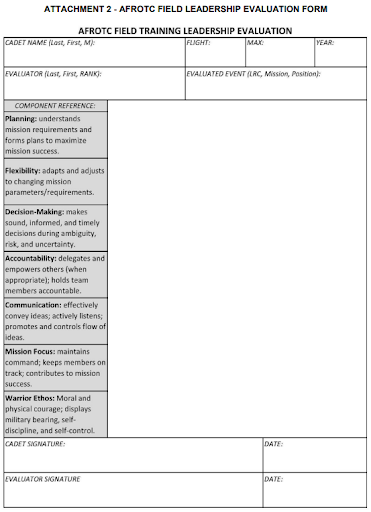 ATTACHMENT 2 - AFROTC FIELD LEADERSHIP EVALUATION FORM
AFROTC FIELD TRAINING LEADERSHIP EVALUATION
CADET NAME (Last, First, M): FLIGHT: MAX: YEAR:
EVALUATOR (Last, First, RANK): EVALUATED EVENT (LRC, Mission, Position):
COMPONENT REFERENCE:
Planning: understands
mission requirements and
forms plans to maximize
mission success.
Flexibility: adapts and adjusts
to changing mission
parameters/requirements.
Decision-Making: makes
sound, informed, and timely
decisions during ambiguity,
risk, and uncertainty.
Accountability: delegates and
empowers others (when
appropriate); holds team
members accountable.
Communication: effectively
convey ideas; actively listens;
promotes and controls flow of
ideas.
Mission Focus: maintains
command; keeps members on
track; contributes to mission
success.
Warrior Ethos: Moral and
physical courage; displays
military bearing, self-
discipline, and self-control.
CADET SIGNATURE: DATE:
EVALUATOR SIGNATURE DATE: